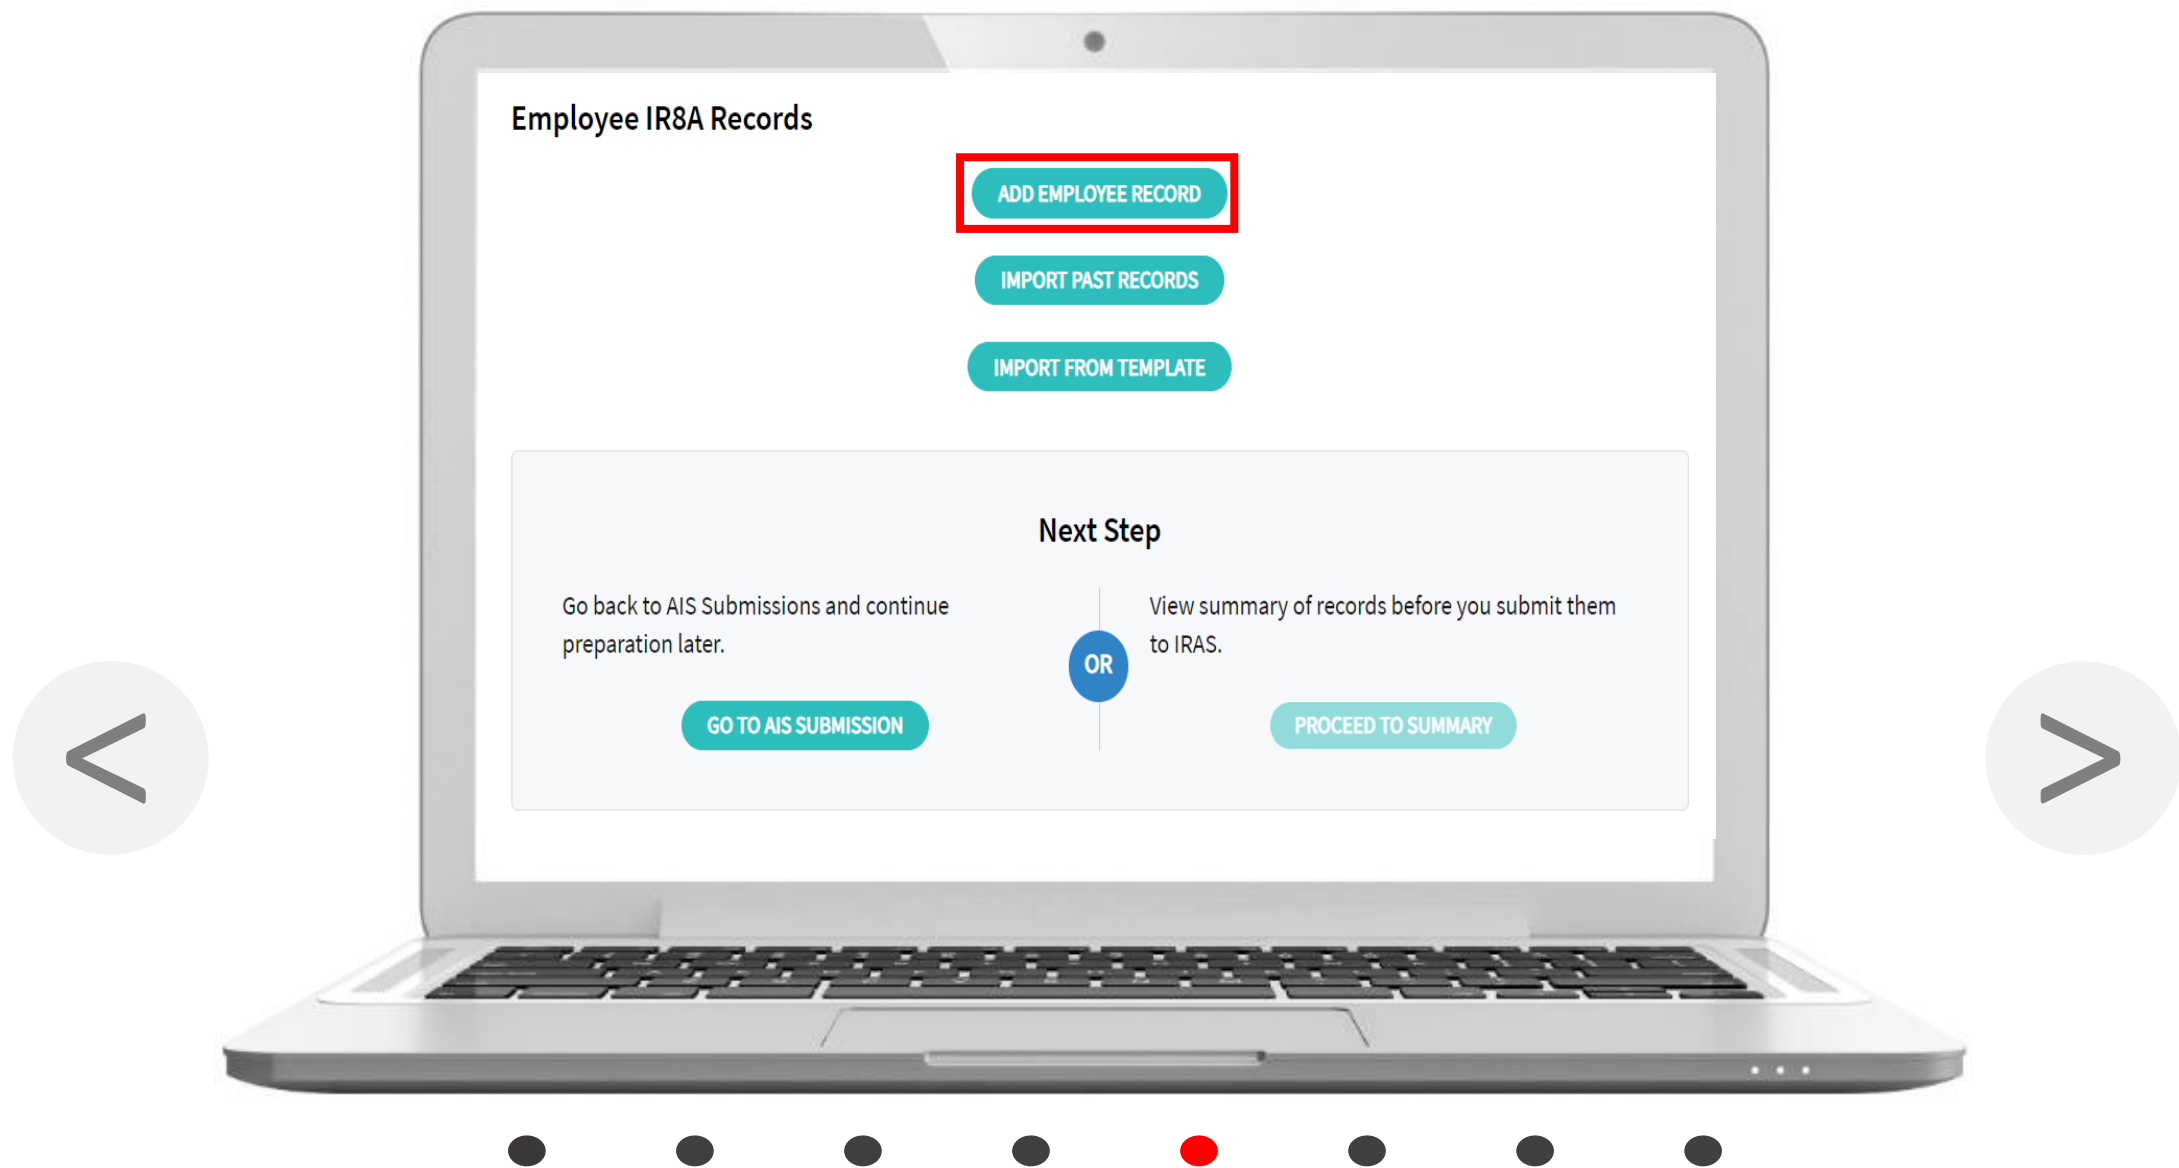 Employee IR8A Records
ADD EMPLOYEE RECORD
IMPORT PAST RECORDS
IMPORT FROM TEMPLATE
Next Step
Go back to AIS Submissions and continue
preparation later.
GO TO AIS SUBMISSION
OR
View summary of records before you submit them
to IRAS.
PROCEED TO SUMMARY
<
>